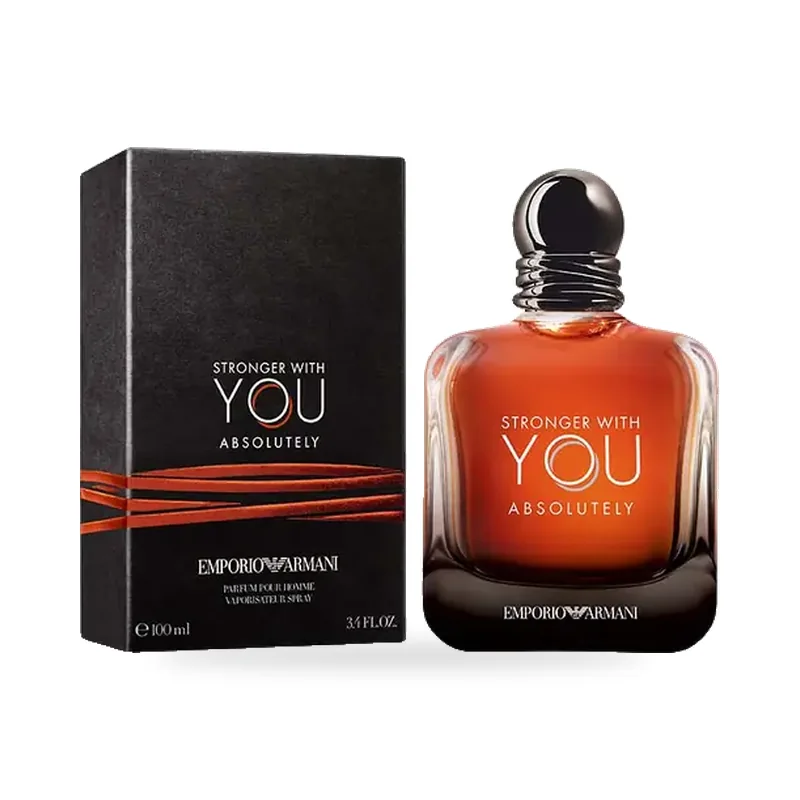 STRONGER WITH
YOU
ABSOLUTELY
EMPORIO ARMANI
PARFUM POUR HOMME
VAPORISATEUR SPRAY
e 100 ml
3.4 FL.OZ.
STRONGER WITH
YOU
ABSOLUTELY
EMPORIO ARMANI